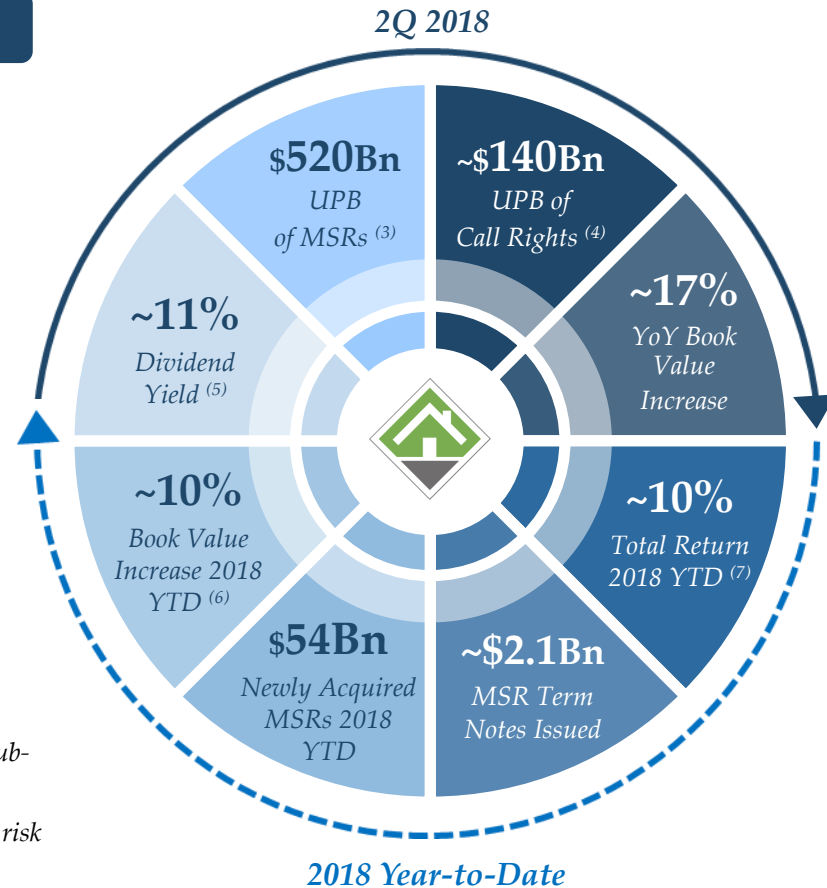 2Q 2018
$520Bn
UPB
of MSRs (3)
~$140Bn
UPB of
Call Rights (4)
~17%
YoY Book
Value
Increase
~10%
Total Return
2018 YTD (7)
~$2.1Bn
MSR Term
Notes Issued
$54Bn
Newly Acquired
MSRs 2018
YTD
~10%
Book Value
Increase 2018
YTD (6)
~11%
Dividend
Yield (5)
ub-
risk
2018 Year-to-Date